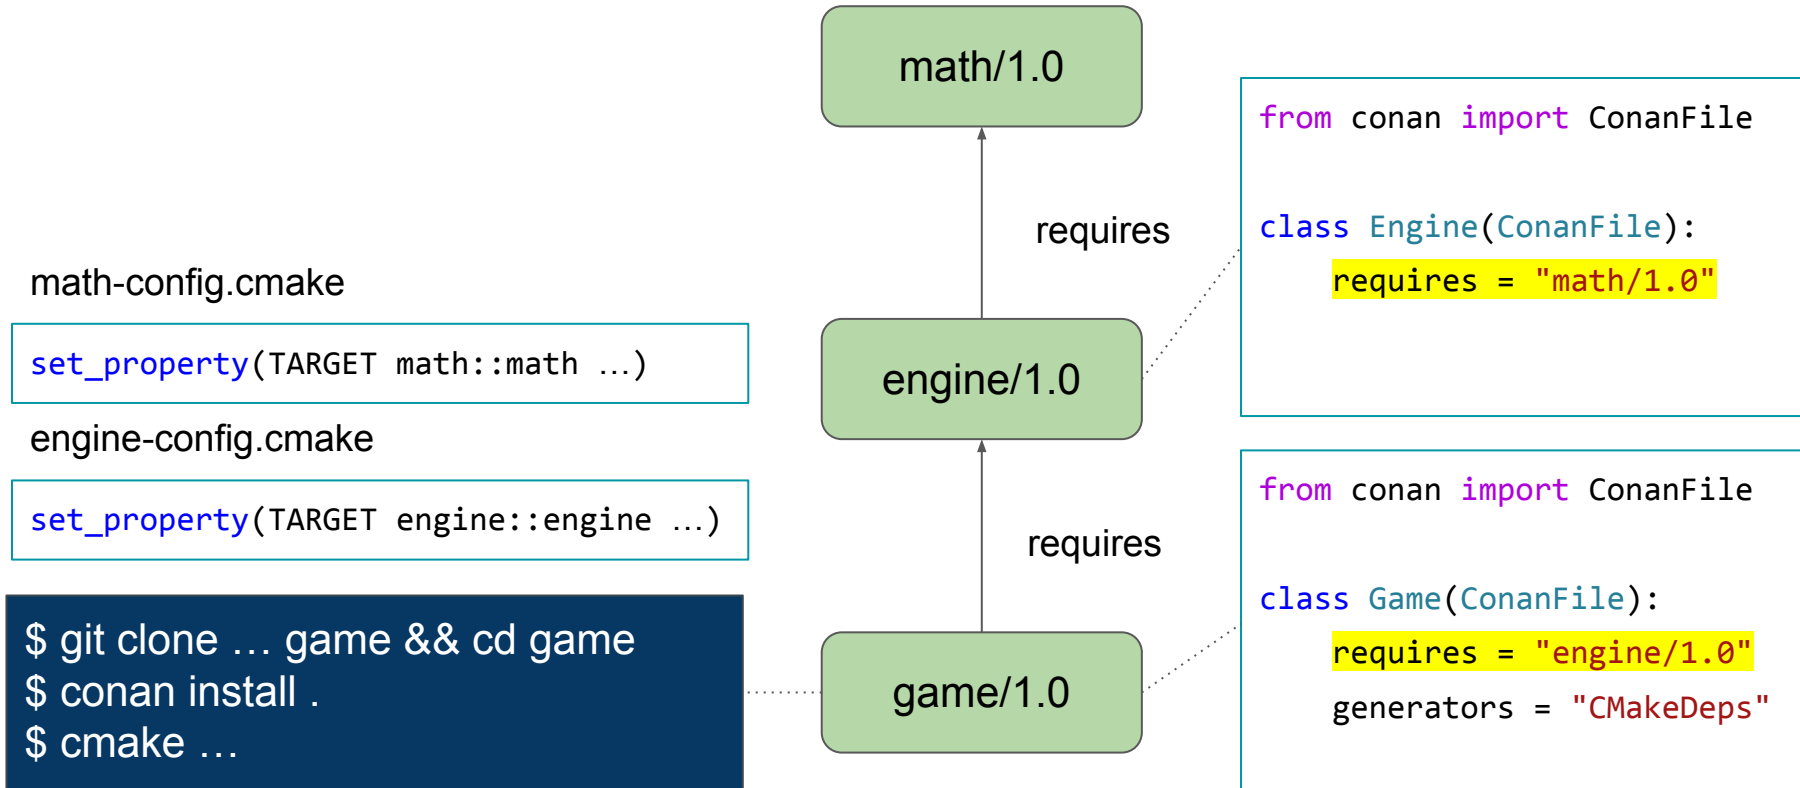 math/1.0
requires
engine/1.0
requires
game/1.0
math-config.cmake
set_property(TARGET math::math …)
engine-config.cmake
set_property(TARGET engine::engine …)
$ git clone … game && cd game
$ conan install .
$ cmake …
from conan import ConanFile
class Engine(ConanFile):
requires = "math/1.0"
from conan import ConanFile
class Game(ConanFile):
requires = "engine/1.0"
generators = "CMakeDeps"